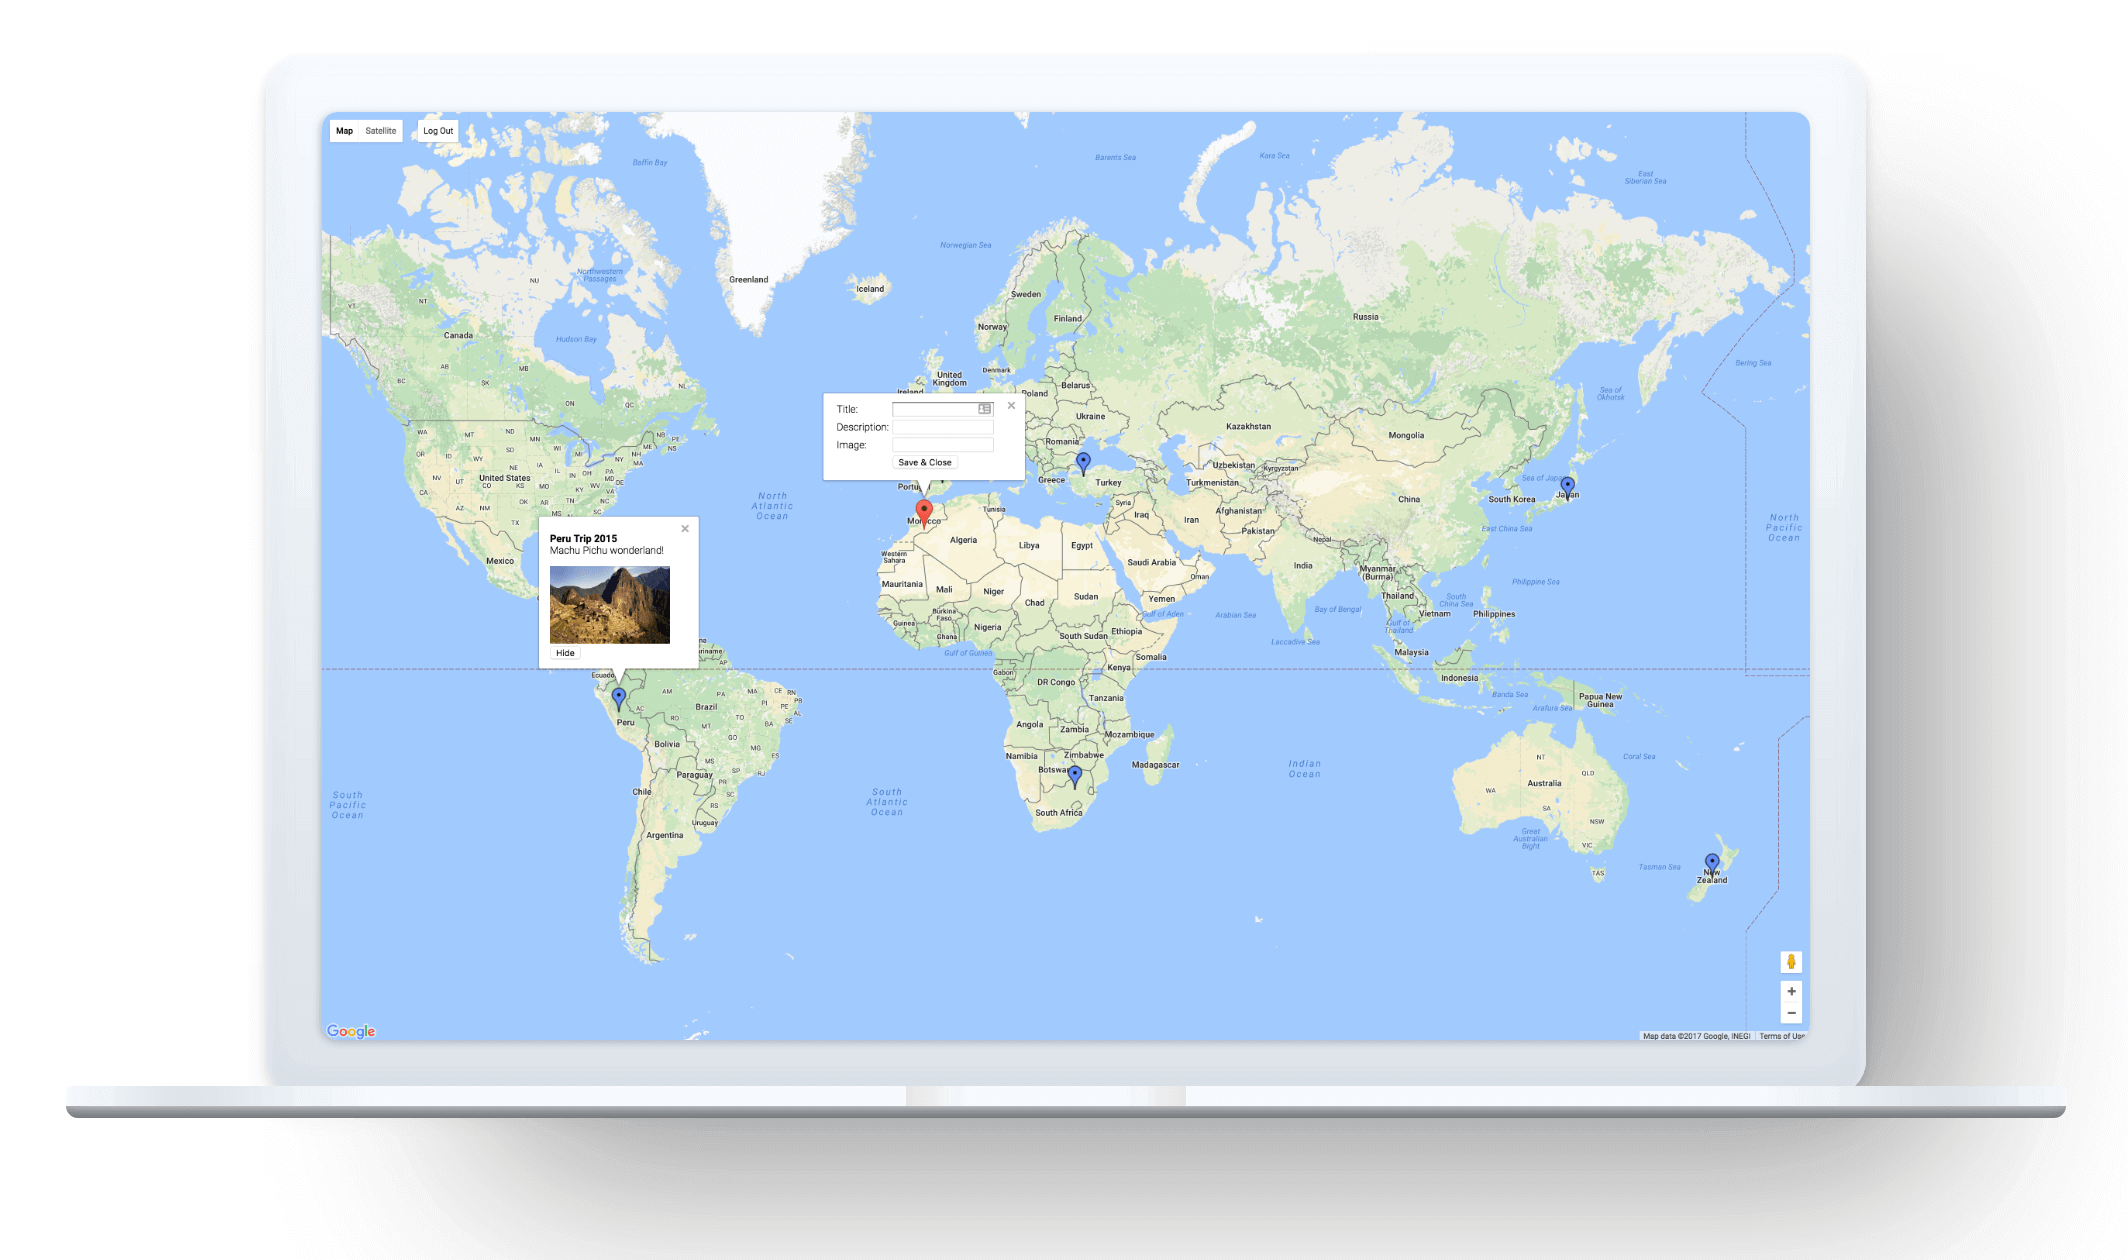 Map Satellite Log Out
Baffin Bay
Barents Sea
Kara Sea
East
Siberian Sea
Norwegian Sea
Greenland
Iceland
Northwestern
Passages
NU
NT
YT
Canada
Hudson Bay
BC
AB
SK
MB
ON
QC
NL
Sweden
Norway
Finland
Russia
Bering Sea
Sea of
Okhotsk
United
Kingdom
Ireland
Denmark
Poland
Belarus
Ukraine
Romania
Kazakhstan
Mongolia
Title:
Description:
Image:
Save & Close
WA
MT
ND
MN
NB
PE
OR
ID
WY
SD
WI
MI
NY
ME
NS
NV
UT
NE
IA
IL
IN
OH
PA
NH
MA
United States
CO
KS
MO
KY
WV
VA
MD
DE
CA
AZ
NM
OK
AR
TN
NC
TX
MS
SC
North
Atlantic
Ocean
Greece
Turkey
Uzbekistan
Kyrgyzstan
Turkmenistan
China
South Korea
Sea of Japan
Japan
East China Sea
North
Pacific
Ocean
Portu
Morocco
Tunisia
Syria
Iraq
Iran
Afghanistan
Pakistan
Nepal
Algeria
Libya
Egypt
Western
Sahara
Saudi Arabia
Oman
India
Myanmar
(Burma)
Philippine Sea
Mexico
Peru Trip 2015
Machu Pichu wonderland!
Hide
Mauritania
Mali
Niger
Chad
Sudan
Yemen
Gulf of Aden
Arabian Sea
Bay of Bengal
Thailand
Vietnam
South
China Sea
Gulf of
Thailand
Philippines
Burkina
Faso
Guinea
Ghana
Nigeria
South Sudan
Ethiopia
Laccadive Sea
Gulf of Guinea
Somalia
Malaysia
Kenya
Gabon
DR Congo
Tanzania
Indonesia
Banda Sea
Arafura Sea
Papua New
Guinea
riname
AP
Ecuado
AM
PA
MA
CE
RN
PB
PI
PE
AL
SE
AC
RO
Brazil
TO
BA
MT
Peru
Bolivia
GO
MG
ES
MS
SP
RJ
Paraguay
PR
SC
Chile
RS
Uruguay
Argentina
Angola
Zambia
Mozambique
Namibia
Zimbabwe
Botswan
Madagascar
South Africa
South
Pacific
Ocean
South
Atlantic
Ocean
Indian
Ocean
Coral Sea
NT
QLD
Australia
WA
SA
NSW
Great
Australian
Bight
VIC
TAS
Tasman Sea
New
Zealand
+
−
Google
Map data ©2017 Google, INEGI Terms of Use